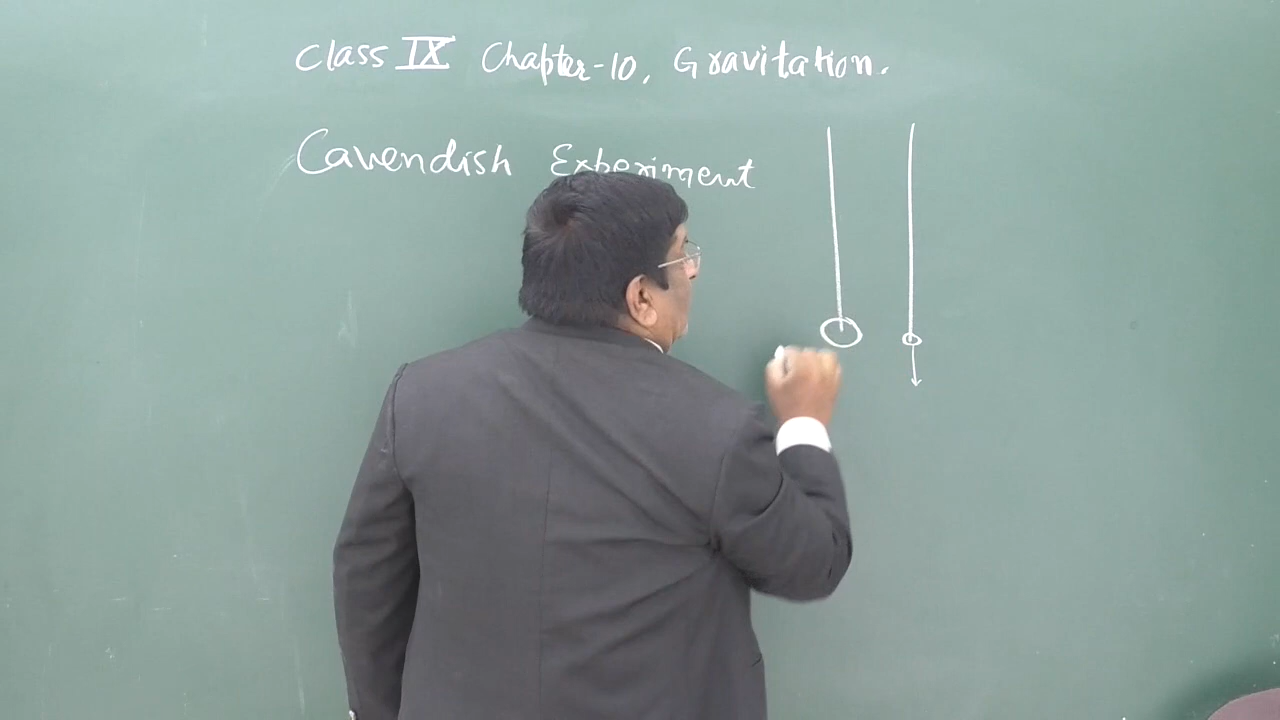 Class IX Chapter-10, Gravitation.
Cavendish Experiment